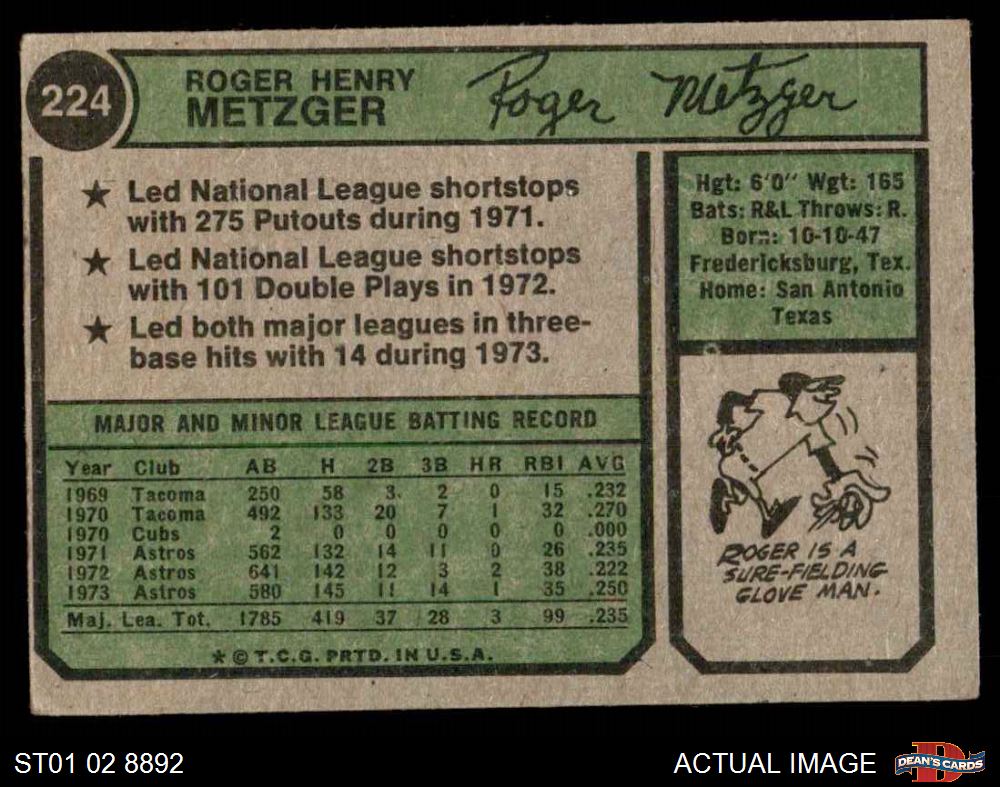 224
ROGER HENRY
METZGER
Roger Metzger
★ Led National League shortstops
with 275 Putouts during 1971.
★ Led National League shortstops
with 101 Double Plays in 1972.
★ Led both major leagues in three-
base hits with 14 during 1973.
Hgt: 6'0" Wgt: 165
Bats: R&L Throws: R.
Born: 10-10-47
Fredericksburg, Tex.
Home: San Antonio
Texas
MAJOR AND MINOR LEAGUE BATTING RECORD
Year Club AB H 2B 3B HR RBI AVG
1969 Tacoma 250 58 3 2 0 15 .232
1970 Tacoma 492 133 20 7 1 32 .270
1970 Cubs 2 0 0 0 0 0 .000
1971 Astros 562 132 14 11 0 26 .235
1972 Astros 641 142 12 3 2 38 .222
1973 Astros 580 145 11 14 1 35 .250
Maj. Lea. Tot. 1785 419 37 28 3 99 .235
★ © T.C.G. PRTD. IN U.S.A.
ROGER IS A
SURE-FIELDING
GLOVE MAN.
ST01 02 8892
ACTUAL IMAGE
DEAN'S CARDS